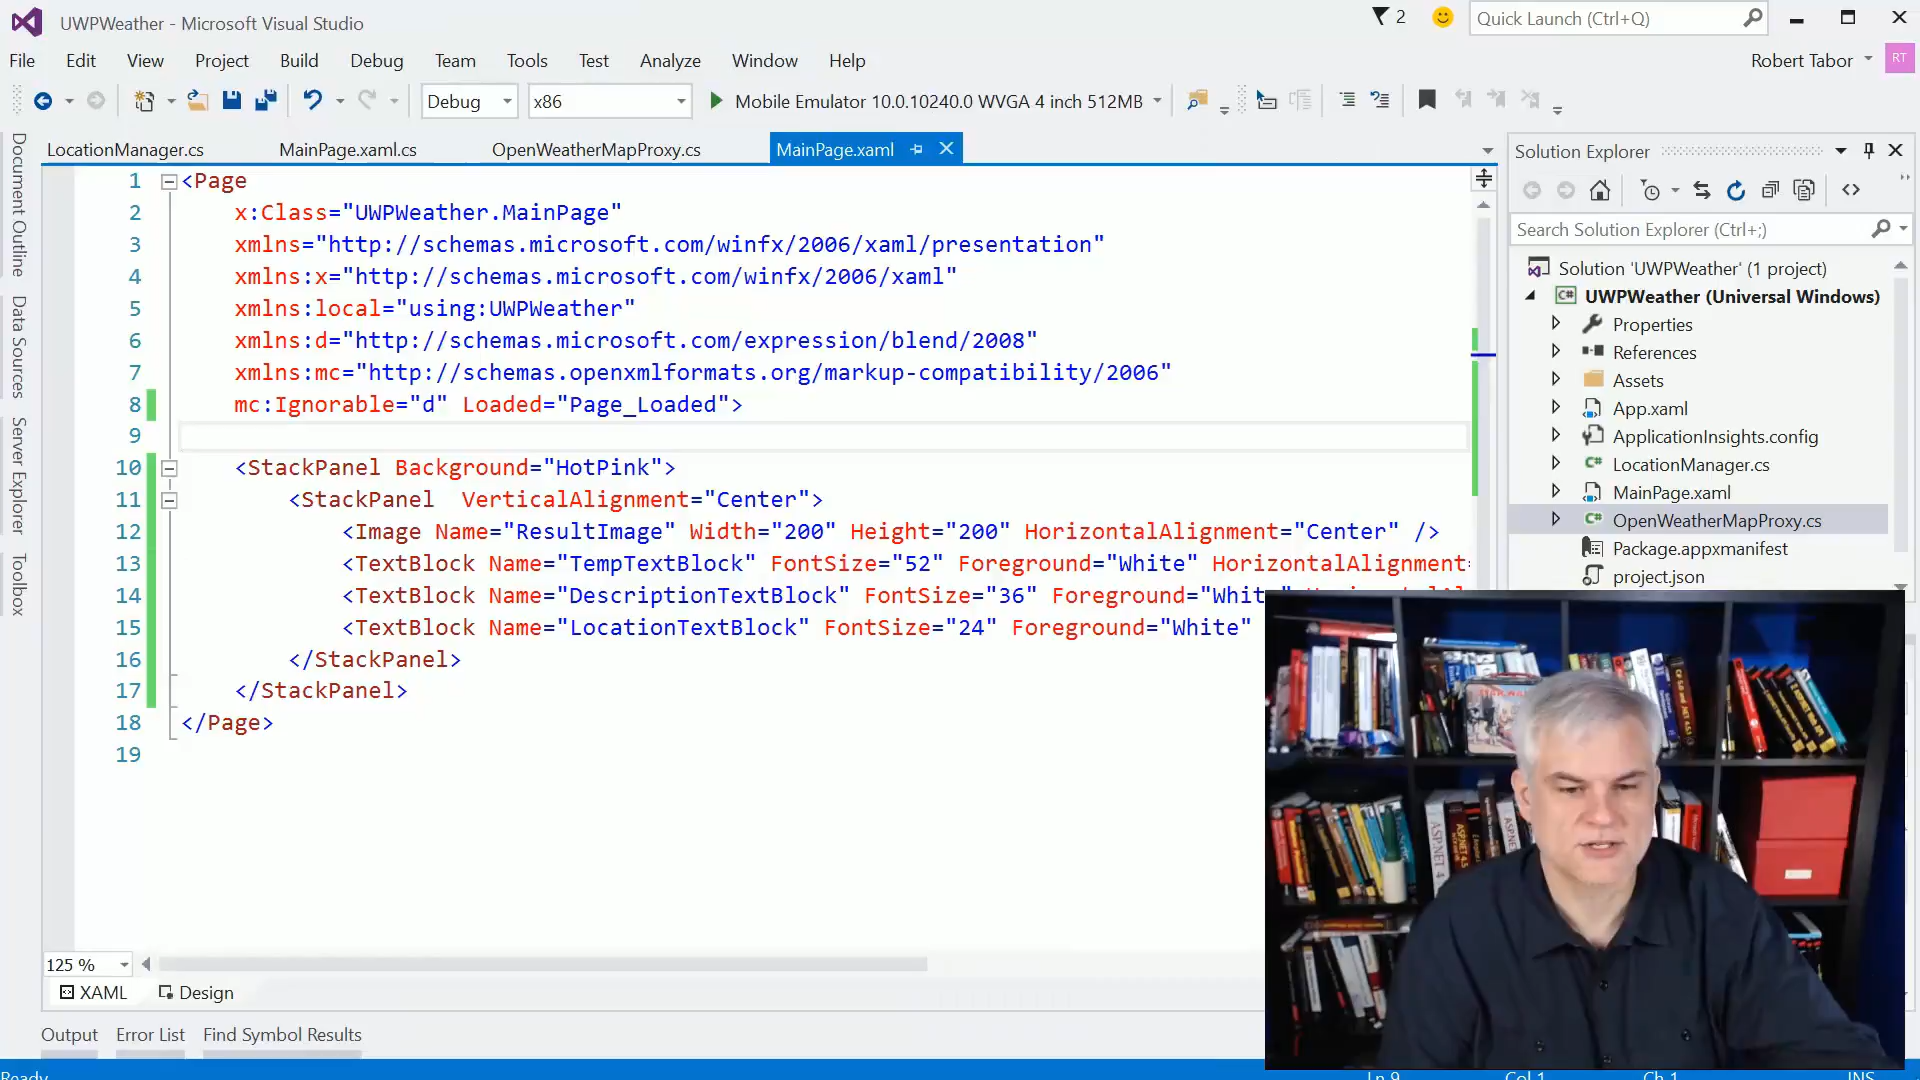 UWPWeather - Microsoft Visual Studio
2
Quick Launch (Ctrl+Q)
File Edit View Project Build Debug Team Tools Test Analyze Window Help
Robert Tabor
RT
Debug
x86
Mobile Emulator 10.0.10240.0 WVGA 4 inch 512MB
Document Outline
Data Sources
Server Explorer
Toolbox
LocationManager.cs MainPage.xaml.cs OpenWeatherMapProxy.cs MainPage.xaml
1 <Page
2 x:Class="UWPWeather.MainPage"
3 xmlns="http://schemas.microsoft.com/winfx/2006/xaml/presentation"
4 xmlns:x="http://schemas.microsoft.com/winfx/2006/xaml"
5 xmlns:local="using:UWPWeather"
6 xmlns:d="http://schemas.microsoft.com/expression/blend/2008"
7 xmlns:mc="http://schemas.openxmlformats.org/markup-compatibility/2006"
8 mc:Ignorable="d" Loaded="Page_Loaded">
9
10 <StackPanel Background="HotPink">
11 <StackPanel  VerticalAlignment="Center">
12 <Image Name="ResultImage" Width="200" Height="200" HorizontalAlignment="Center" />
13 <TextBlock Name="TempTextBlock" FontSize="52" Foreground="White" HorizontalAlignment=
14 <TextBlock Name="DescriptionTextBlock" FontSize="36" Foreground="Whit
15 <TextBlock Name="LocationTextBlock" FontSize="24" Foreground="White"
16 </StackPanel>
17 </StackPanel>
18 </Page>
19
125 %
XAML Design
Output Error List Find Symbol Results
Ready
Ln 9 Col 1 Ch 1 INS
Solution Explorer
Search Solution Explorer (Ctrl+;)
Solution 'UWPWeather' (1 project)
UWPWeather (Universal Windows)
Properties
References
Assets
App.xaml
ApplicationInsights.config
LocationManager.cs
MainPage.xaml
OpenWeatherMapProxy.cs
Package.appxmanifest
project.json